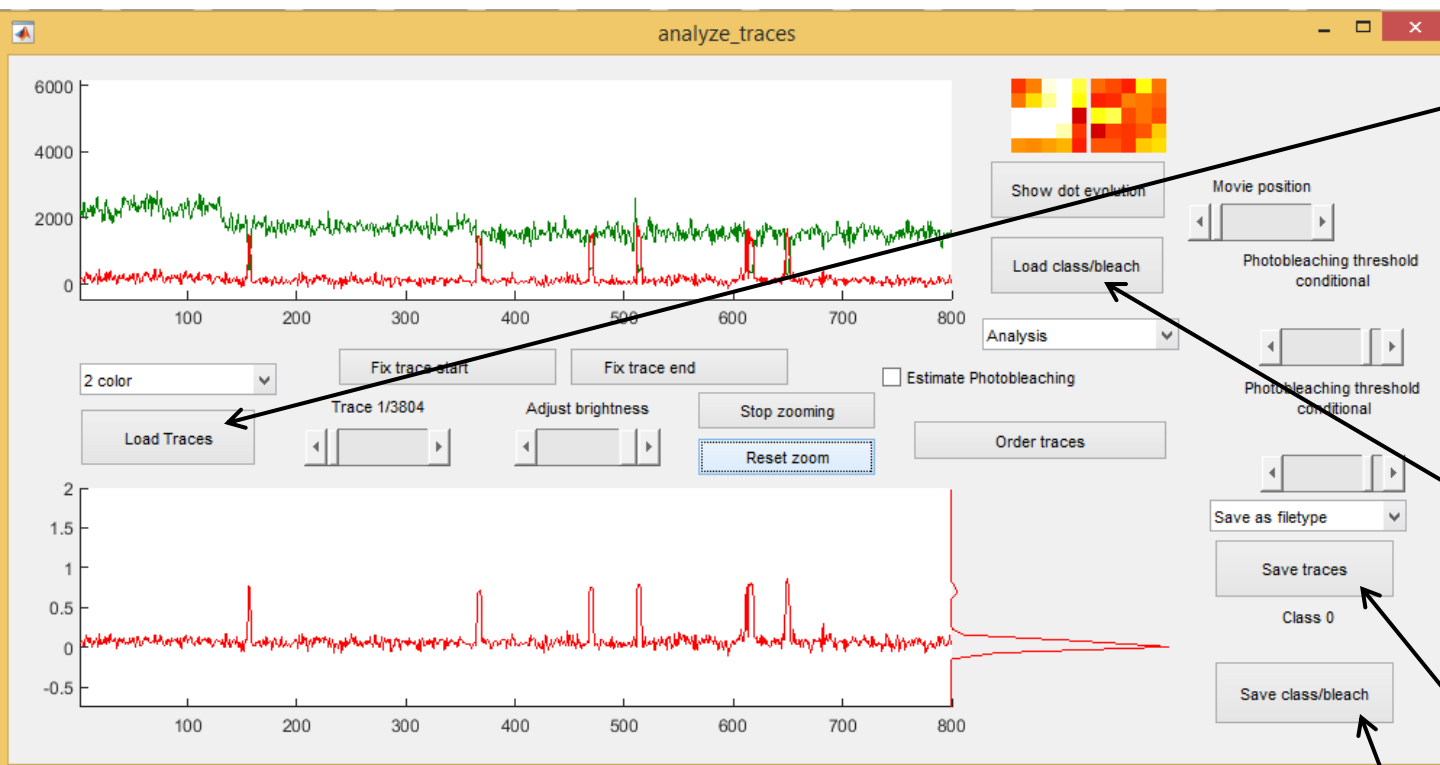 analyze_traces
6000
4000
2000
0
100 200 300 400 500 600 700 800
Show dot evolution
Movie position
Load class/bleach
Photobleaching threshold
conditional
Analysis
2 color
Fix trace start
Fix trace end
Estimate Photobleaching
Photobleaching threshold
conditional
Load Traces
Trace 1/3804
Adjust brightness
Stop zooming
Reset zoom
Order traces
2
1.5
1
0.5
0
-0.5
100 200 300 400 500 600 700 800
Save as filetype
Save traces
Class 0
Save class/bleach